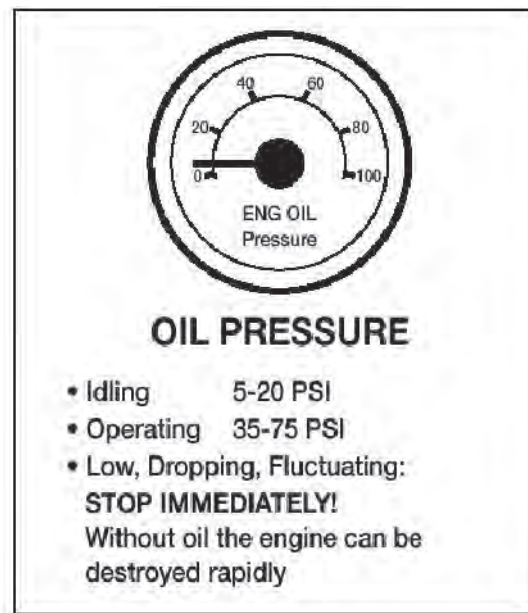 40 60
20 80
0 100
ENG OIL
Pressure
OIL PRESSURE
• Idling 5-20 PSI
• Operating 35-75 PSI
• Low, Dropping, Fluctuating:
STOP IMMEDIATELY!
Without oil the engine can be
destroyed rapidly